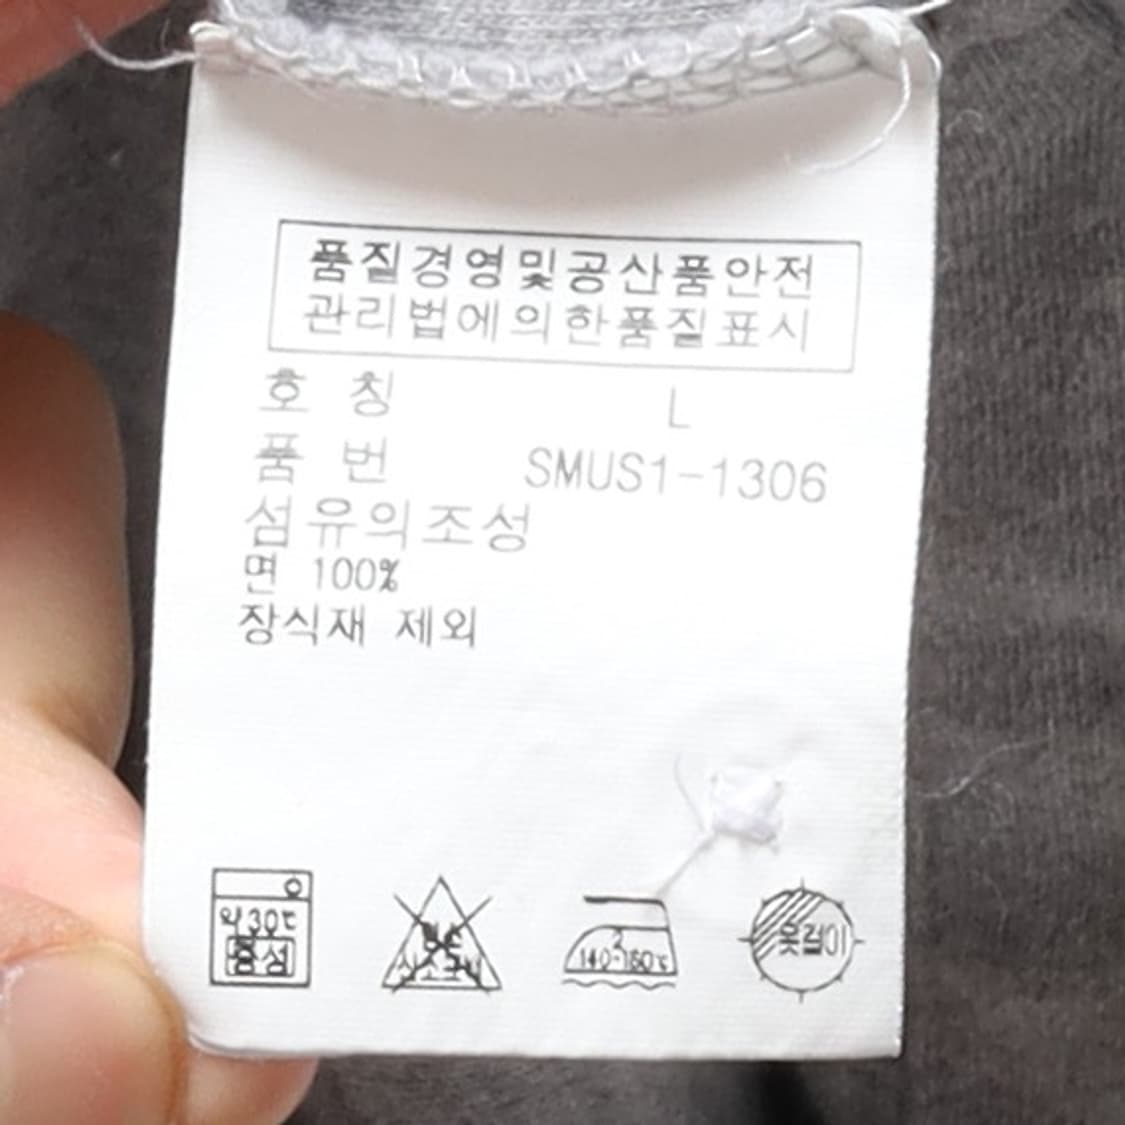 품질경영및공산품안전
관리법에의한품질표시
호 칭 L
품 번 SMUS1-1306
섬유의조성
면 100%
장식재 제외
약 30℃
중성
2
140~160℃
옷걸이